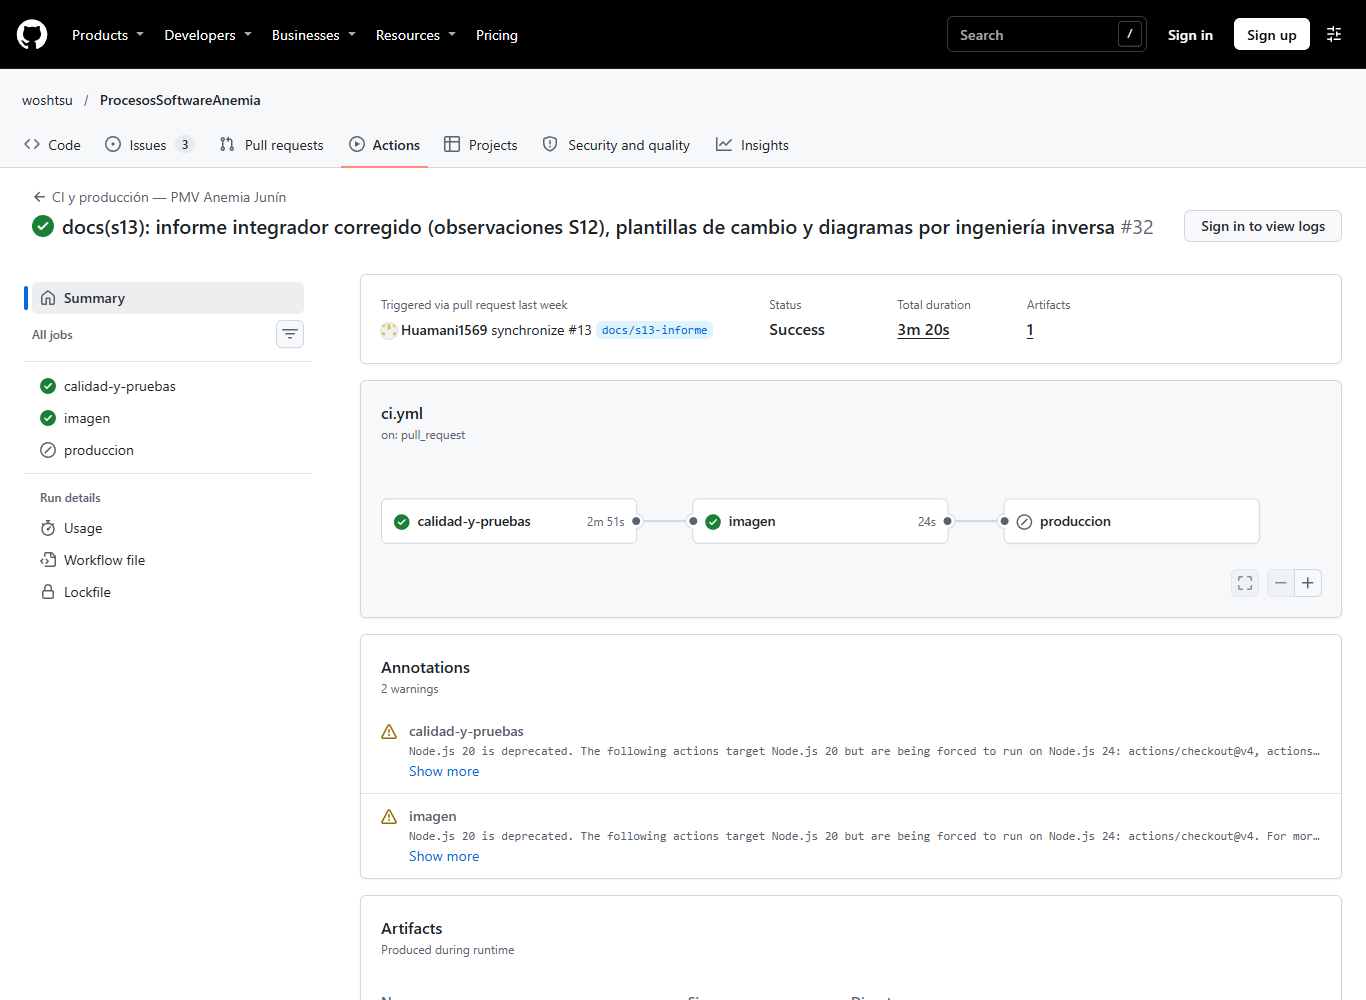 Products Developers Businesses Resources Pricing Search / Sign in Sign up
woshtsu / ProcesosSoftwareAnemia
Code Issues 3 Pull requests Actions Projects Security and quality Insights
CI y producción — PMV Anemia Junín
docs(s13): informe integrador corregido (observaciones S12), plantillas de cambio y diagramas por ingeniería inversa #32
Sign in to view logs
Summary
All jobs
calidad-y-pruebas
imagen
produccion
Run details
Usage
Workflow file
Lockfile
Triggered via pull request last week
Huamani1569 synchronize #13 docs/s13-informe
Status
Success
Total duration
3m 20s
Artifacts
1
ci.yml
on: pull_request
calidad-y-pruebas 2m 51s
imagen 24s
produccion
Annotations
2 warnings
calidad-y-pruebas
Node.js 20 is deprecated. The following actions target Node.js 20 but are being forced to run on Node.js 24: actions/checkout@v4, actions…
Show more
imagen
Node.js 20 is deprecated. The following actions target Node.js 20 but are being forced to run on Node.js 24: actions/checkout@v4. For mor…
Show more
Artifacts
Produced during runtime